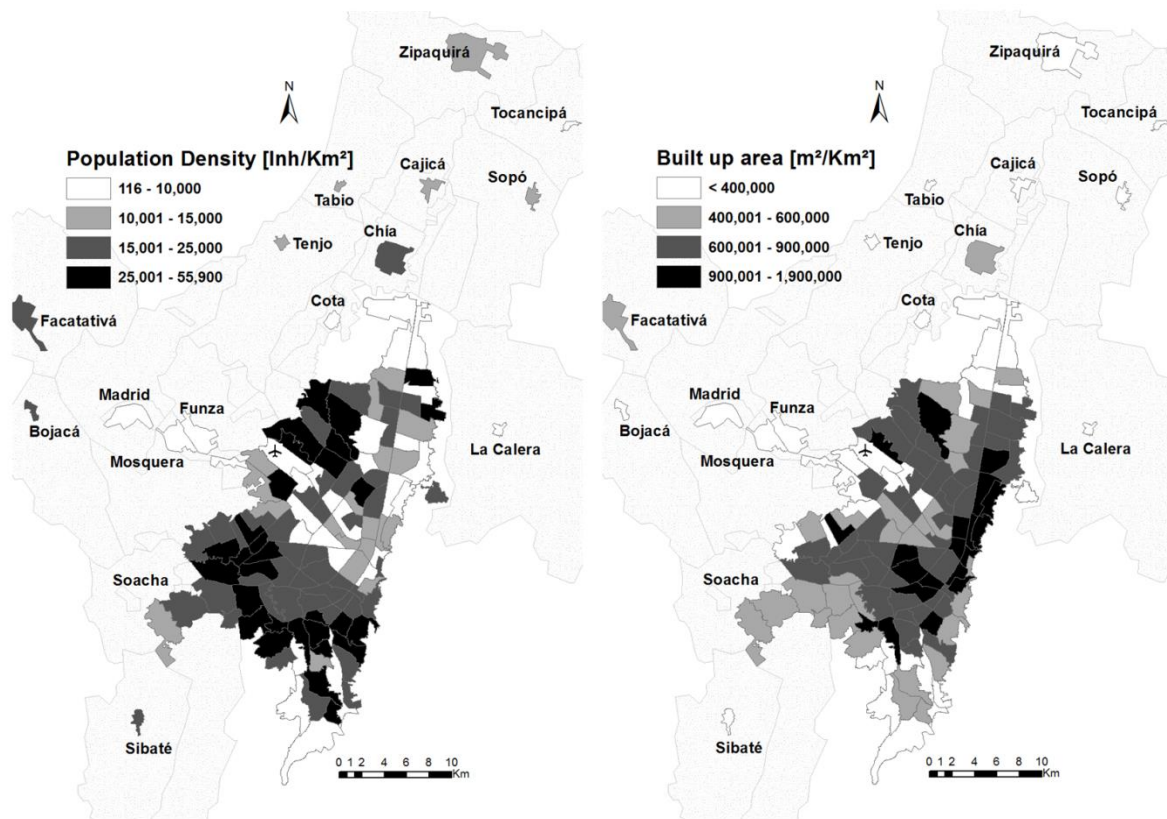 Zipaquirá
N
Tocancipá
Population Density [Inh/Km²]
116 - 10,000
10,001 - 15,000
15,001 - 25,000
25,001 - 55,900
Cajicá
Sopó
Tabio
Tenjo
Chía
Cota
Facatativá
Madrid
Funza
Bojacá
Mosquera
La Calera
Soacha
Sibaté
0 1 2 4 6 8 10
Km
Zipaquirá
N
Tocancipá
Built up area [m²/Km²]
< 400,000
400,001 - 600,000
600,001 - 900,000
900,001 - 1,900,000
Cajicá
Sopó
Tabio
Tenjo
Chía
Cota
Facatativá
Madrid
Funza
Bojacá
Mosquera
La Calera
Soacha
Sibaté
0 1 2 4 6 8 10
Km